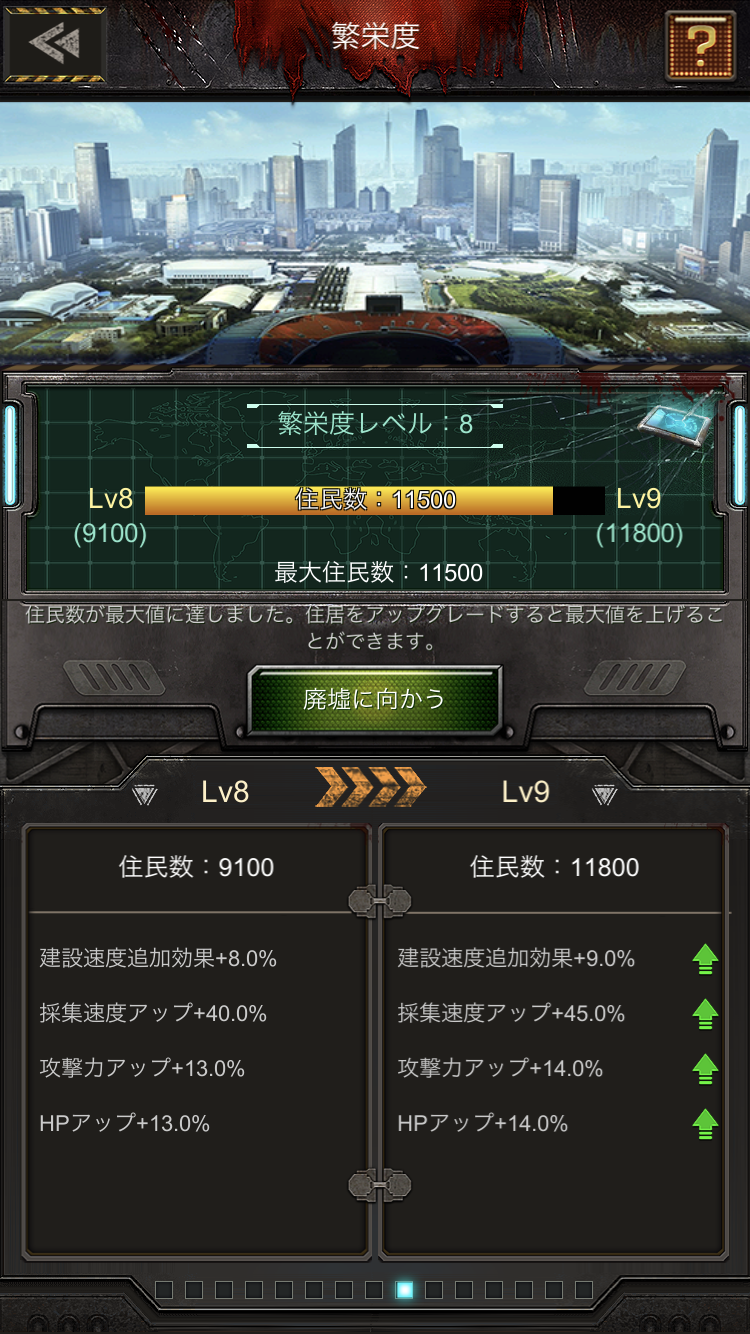 繁栄度
?
繁栄度レベル：8
Lv8
住民数：11500
Lv9
(9100)
(11800)
最大住民数：11500
住民数が最大値に達しました。住居をアップグレードすると最大値を上げるこ
とができます。
廃墟に向かう
Lv8
Lv9
住民数：9100
住民数：11800
建設速度追加効果+8.0%
建設速度追加効果+9.0%
採集速度アップ+40.0%
採集速度アップ+45.0%
攻撃力アップ+13.0%
攻撃力アップ+14.0%
HPアップ+13.0%
HPアップ+14.0%